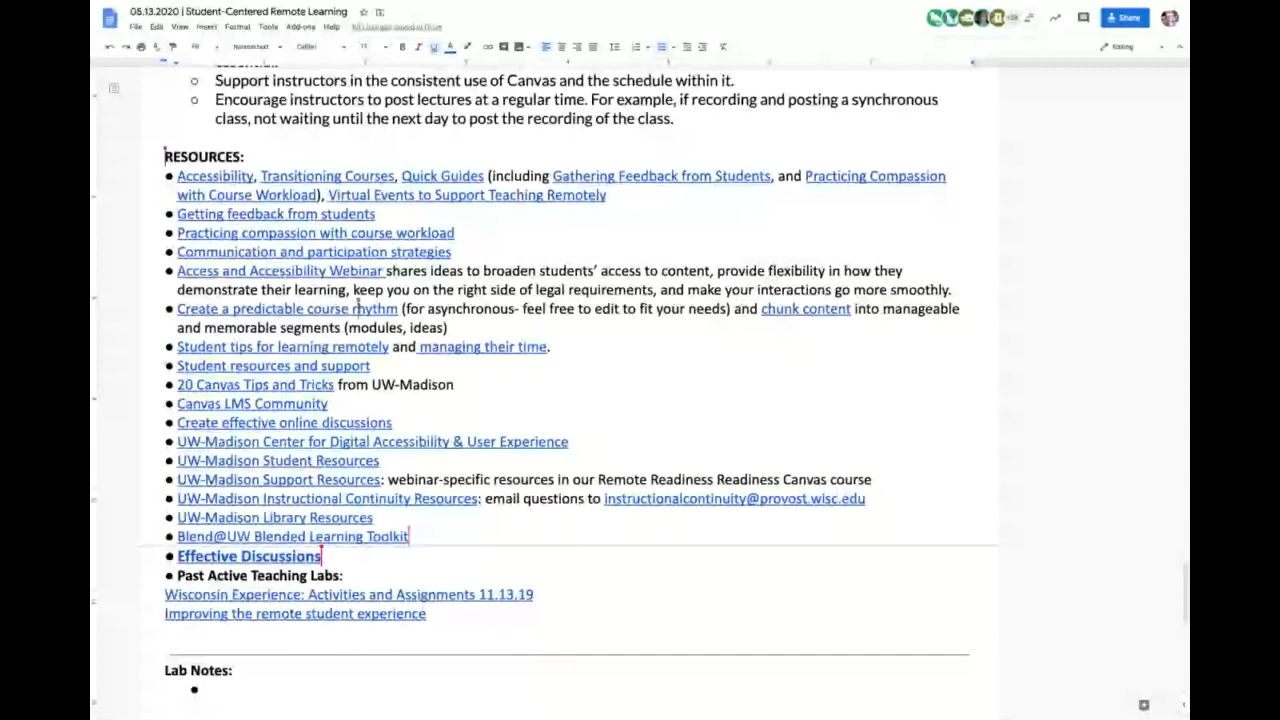 05.13.2020 | Student-Centered Remote Learning
File Edit View Insert Format Tools Add-ons Help
Share
Normal text
Editing
○ Support instructors in the consistent use of Canvas and the schedule within it.
○ Encourage instructors to post lectures at a regular time. For example, if recording and posting a synchronous
class, not waiting until the next day to post the recording of the class.
RESOURCES:
● Accessibility, Transitioning Courses, Quick Guides (including Gathering Feedback from Students, and Practicing Compassion
with Course Workload), Virtual Events to Support Teaching Remotely
● Getting feedback from students
● Practicing compassion with course workload
● Communication and participation strategies
● Access and Accessibility Webinar shares ideas to broaden students’ access to content, provide flexibility in how they
demonstrate their learning, keep you on the right side of legal requirements, and make your interactions go more smoothly.
● Create a predictable course rhythm (for asynchronous- feel free to edit to fit your needs) and chunk content into manageable
and memorable segments (modules, ideas)
● Student tips for learning remotely and managing their time.
● Student resources and support
● 20 Canvas Tips and Tricks from UW-Madison
● Canvas LMS Community
● Create effective online discussions
● UW-Madison Center for Digital Accessibility & User Experience
● UW-Madison Student Resources
● UW-Madison Support Resources: webinar-specific resources in our Remote Readiness Readiness Canvas course
● UW-Madison Instructional Continuity Resources: email questions to instructionalcontinuity@provost.wisc.edu
● UW-Madison Library Resources
● Blend@UW Blended Learning Toolkit
● Effective Discussions
● Past Active Teaching Labs:
Wisconsin Experience: Activities and Assignments 11.13.19
Improving the remote student experience
Lab Notes:
●